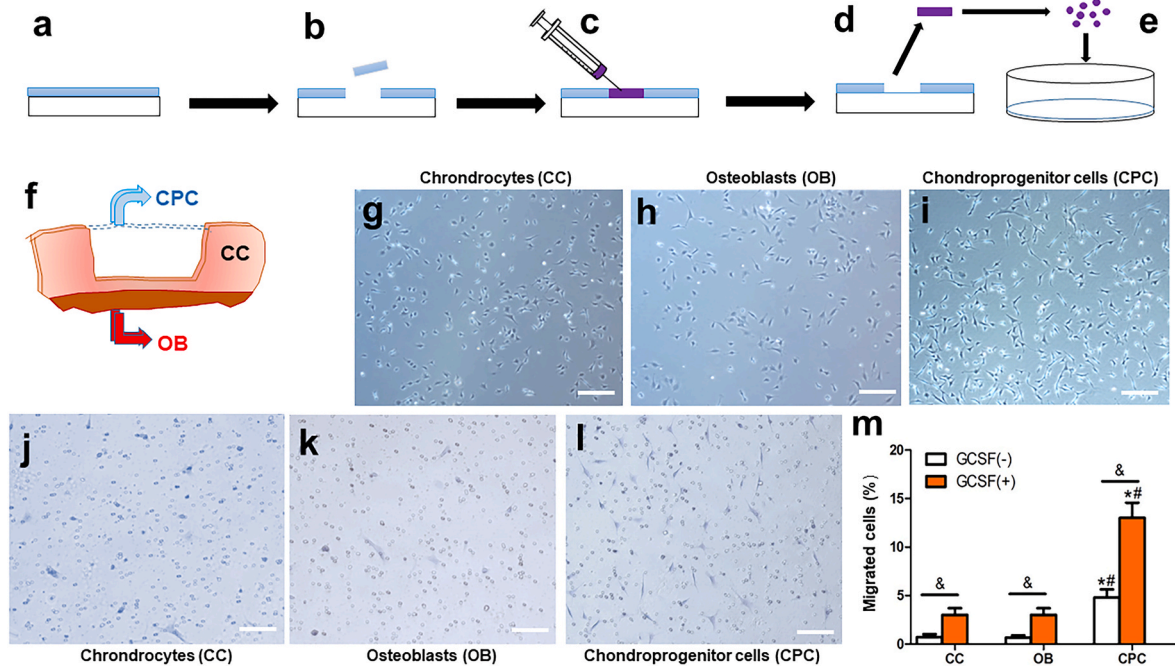 a
b
c
d
e
f
CPC
CC
OB
Chrondrocytes (CC)
Osteoblasts (OB)
Chondroprogenitor cells (CPC)
g
h
i
j
k
l
Chrondrocytes (CC)
Osteoblasts (OB)
Chondroprogenitor cells (CPC)
m
Migrated cells (%)
20
15
10
5
0
GCSF(-)
GCSF(+)
&
&
&
*#
*#
CC
OB
CPC